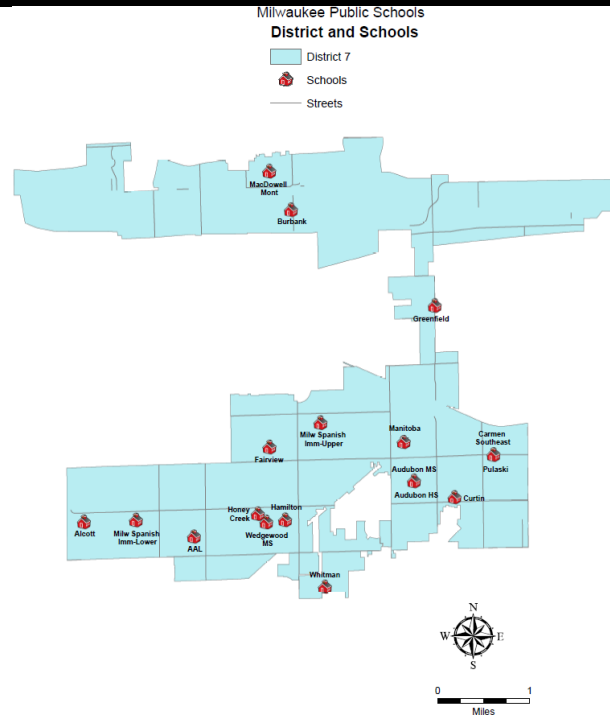 Milwaukee Public Schools
District and Schools
District 7
Schools
Streets
MacDowell
Mont
Burbank
Greenfield
Manitoba
Carmen
Southeast
Milw Spanish
Imm-Upper
Fairview
Pulaski
Audubon MS
Audubon HS
Curtin
Honey
Creek
Hamilton
Wedgewood
MS
Alcott
Milw Spanish
Imm-Lower
AAL
Whitman
N
W
E
S
0
1
Miles